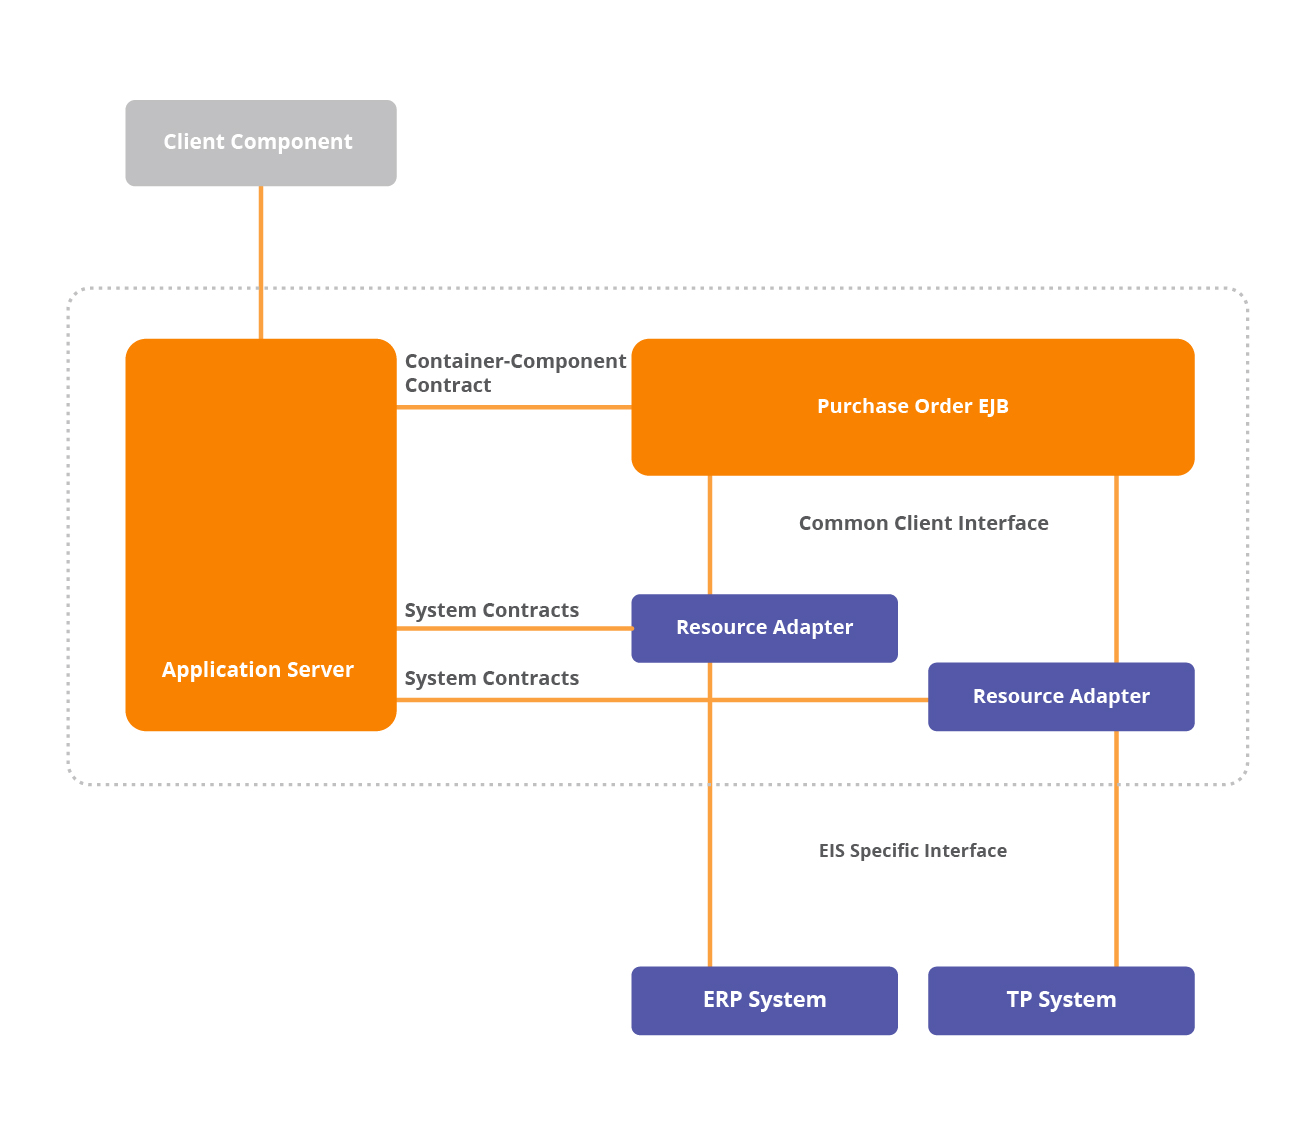 Client Component
Container-Component
Contract
Purchase Order EJB
Common Client Interface
System Contracts
Resource Adapter
Application Server
System Contracts
Resource Adapter
EIS Specific Interface
ERP System
TP System